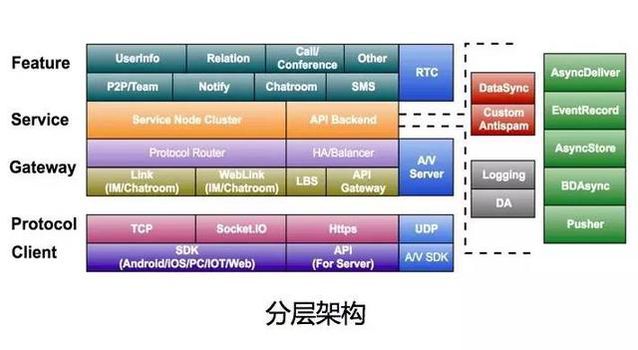 Feature
UserInfo
Relation
Call/
Conference
Other
RTC
P2P/Team
Notify
Chatroom
SMS
Service
Service Node Cluster
API Backend
Gateway
Protocol Router
HA/Balancer
A/V
Server
Link
(IM/Chatroom)
WebLink
(IM/Chatroom)
LBS
API
Gateway
Protocol
TCP
Socket.IO
Https
UDP
Client
SDK
(Android/iOS/PC/IOT/Web)
API
(For Server)
A/V SDK
DataSync
Custom
Antispam
Logging
DA
AsyncDeliver
EventRecord
AsyncStore
BDAsync
Pusher
分层架构